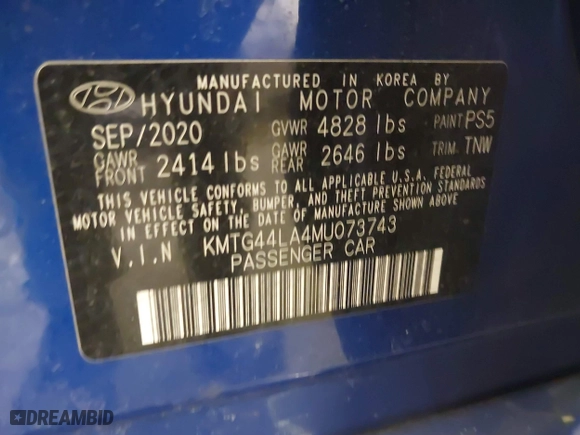 MANUFACTURED IN KOREA BY
HYUNDAI MOTOR COMPANY
SEP/2020 GVWR 4828 lbs PAINT PS5
GAWR FRONT 2414 lbs GAWR REAR 2646 lbs TRIM: TNW
THIS VEHICLE CONFORMS TO ALL APPLICABLE U.S.A. FEDERAL
MOTOR VEHICLE SAFETY, BUMPER, AND THEFT PREVENTION STANDARDS
IN EFFECT ON THE DATE OF MANUFACTURE SHOWN ABOVE
V.I.N KMTG44LA4MU073743
PASSENGER CAR
DREAMBID